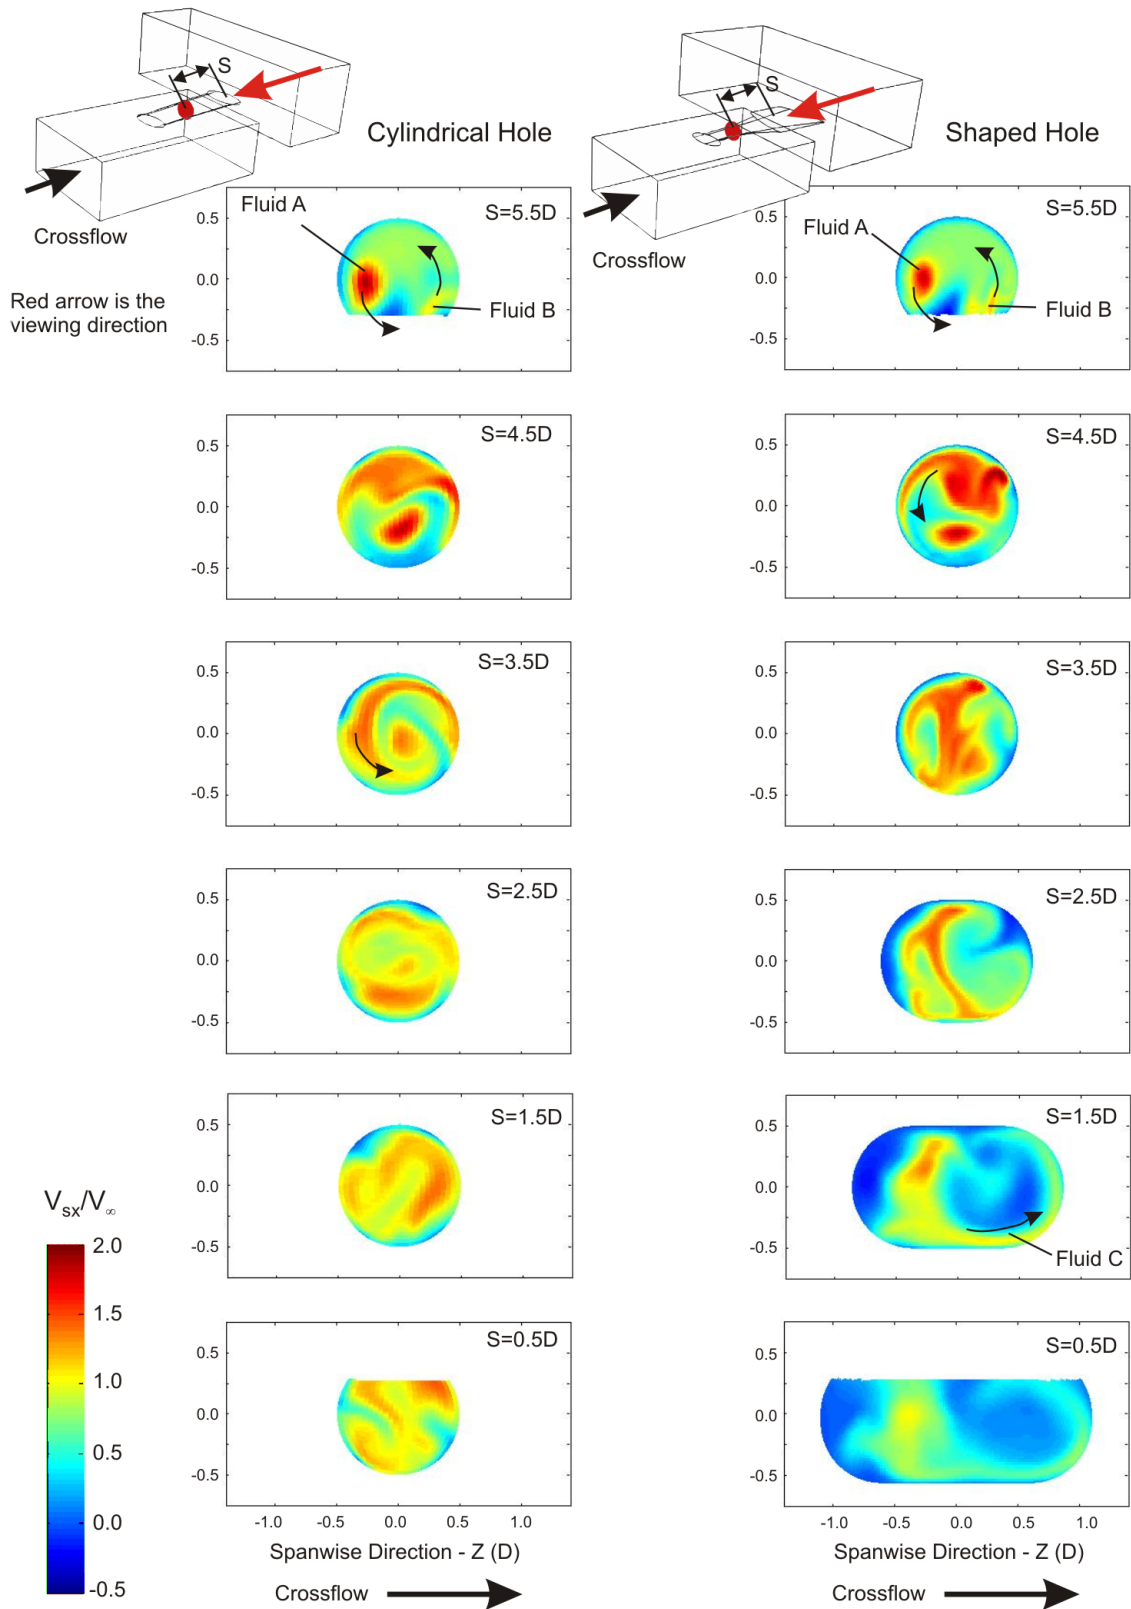 S
S
Cylindrical Hole
Shaped Hole
Crossflow
Crossflow
Red arrow is the
viewing direction
Fluid A
S=5.5D
0.5
0.0
-0.5
Fluid B
Fluid A
S=5.5D
0.5
0.0
-0.5
Fluid B
S=4.5D
0.5
0.0
-0.5
S=4.5D
0.5
0.0
-0.5
S=3.5D
0.5
0.0
-0.5
S=3.5D
0.5
0.0
-0.5
S=2.5D
0.5
0.0
-0.5
S=2.5D
0.5
0.0
-0.5
S=1.5D
0.5
0.0
-0.5
S=1.5D
0.5
0.0
-0.5
Fluid C
Vsx/V∞
2.0
1.5
1.0
0.5
0.0
-0.5
S=0.5D
0.5
0.0
-0.5
-1.0 -0.5 0.0 0.5 1.0
Spanwise Direction - Z (D)
Crossflow
S=0.5D
0.5
0.0
-0.5
-1.0 -0.5 0.0 0.5 1.0
Spanwise Direction - Z (D)
Crossflow